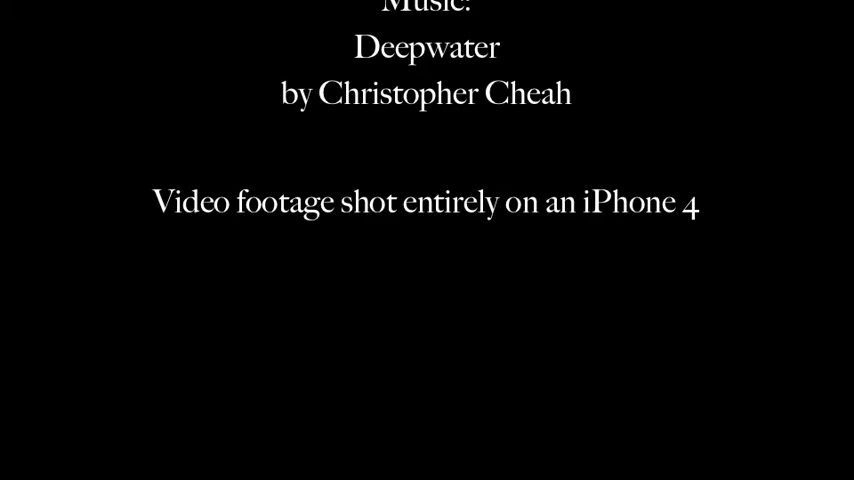 Music:
Deepwater
by Christopher Cheah
Video footage shot entirely on an iPhone 4